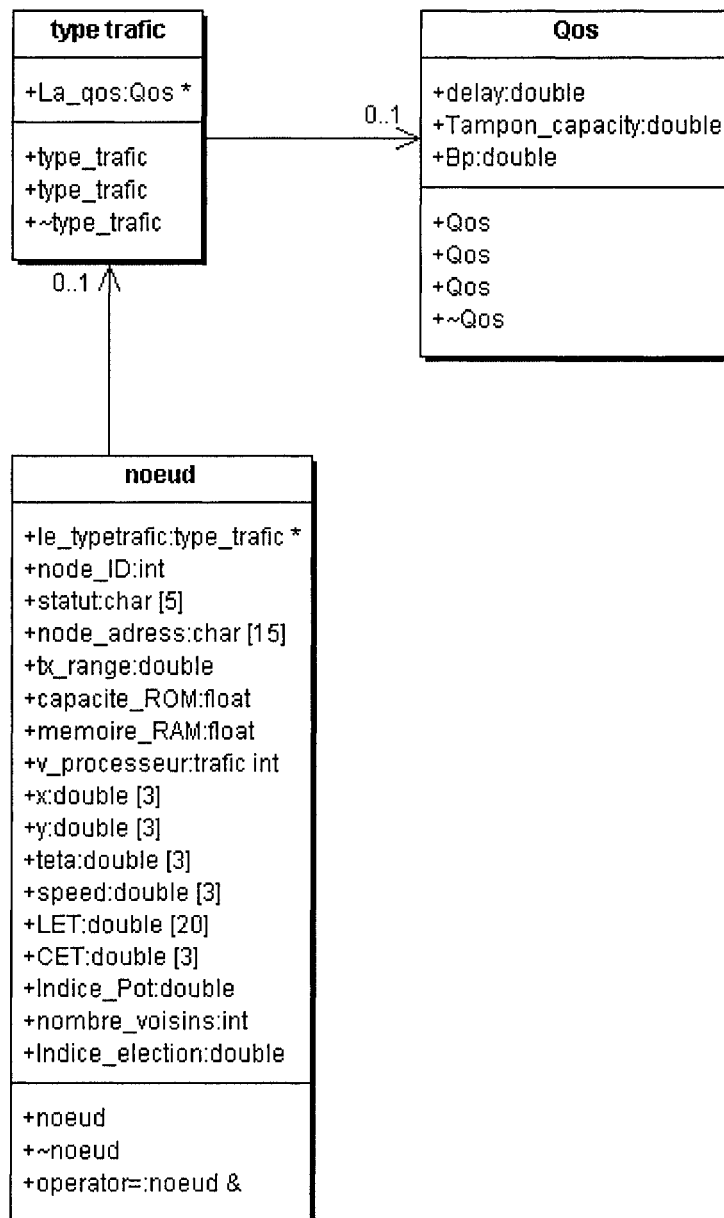 type trafic
+La_qos:Qos *
+type_trafic
+type_trafic
+~type_trafic
0..1
Qos
+delay:double
+Tampon_capacity:double
+Bp:double
+Qos
+Qos
+Qos
+~Qos
0..1
noeud
+le_typetrafic:type_trafic *
+node_ID:int
+statut:char [5]
+node_adress:char [15]
+tx_range:double
+capacite_ROM:float
+memoire_RAM:float
+v_processeur:trafic int
+x:double [3]
+y:double [3]
+teta:double [3]
+speed:double [3]
+LET:double [20]
+CET:double [3]
+Indice_Pot:double
+nombre_voisins:int
+Indice_election:double
+noeud
+~noeud
+operator=:noeud &